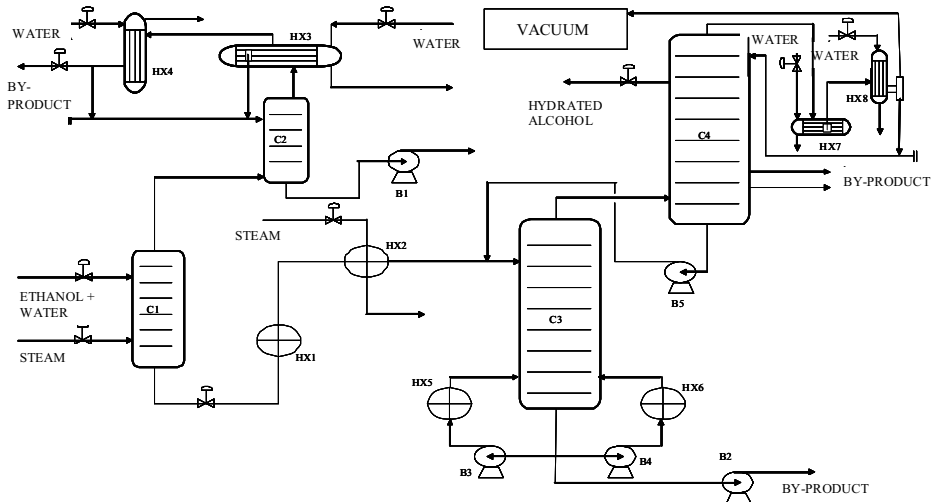 VACUUM
WATER
HX4
HX3
WATER
WATER
WATER
BY-
PRODUCT
HYDRATED
ALCOHOL
HX8
HX7
C2
C4
B1
BY-PRODUCT
STEAM
HX2
ETHANOL +
WATER
C1
B5
C3
HX1
STEAM
HX5
HX6
B3
B4
B2
BY-PRODUCT